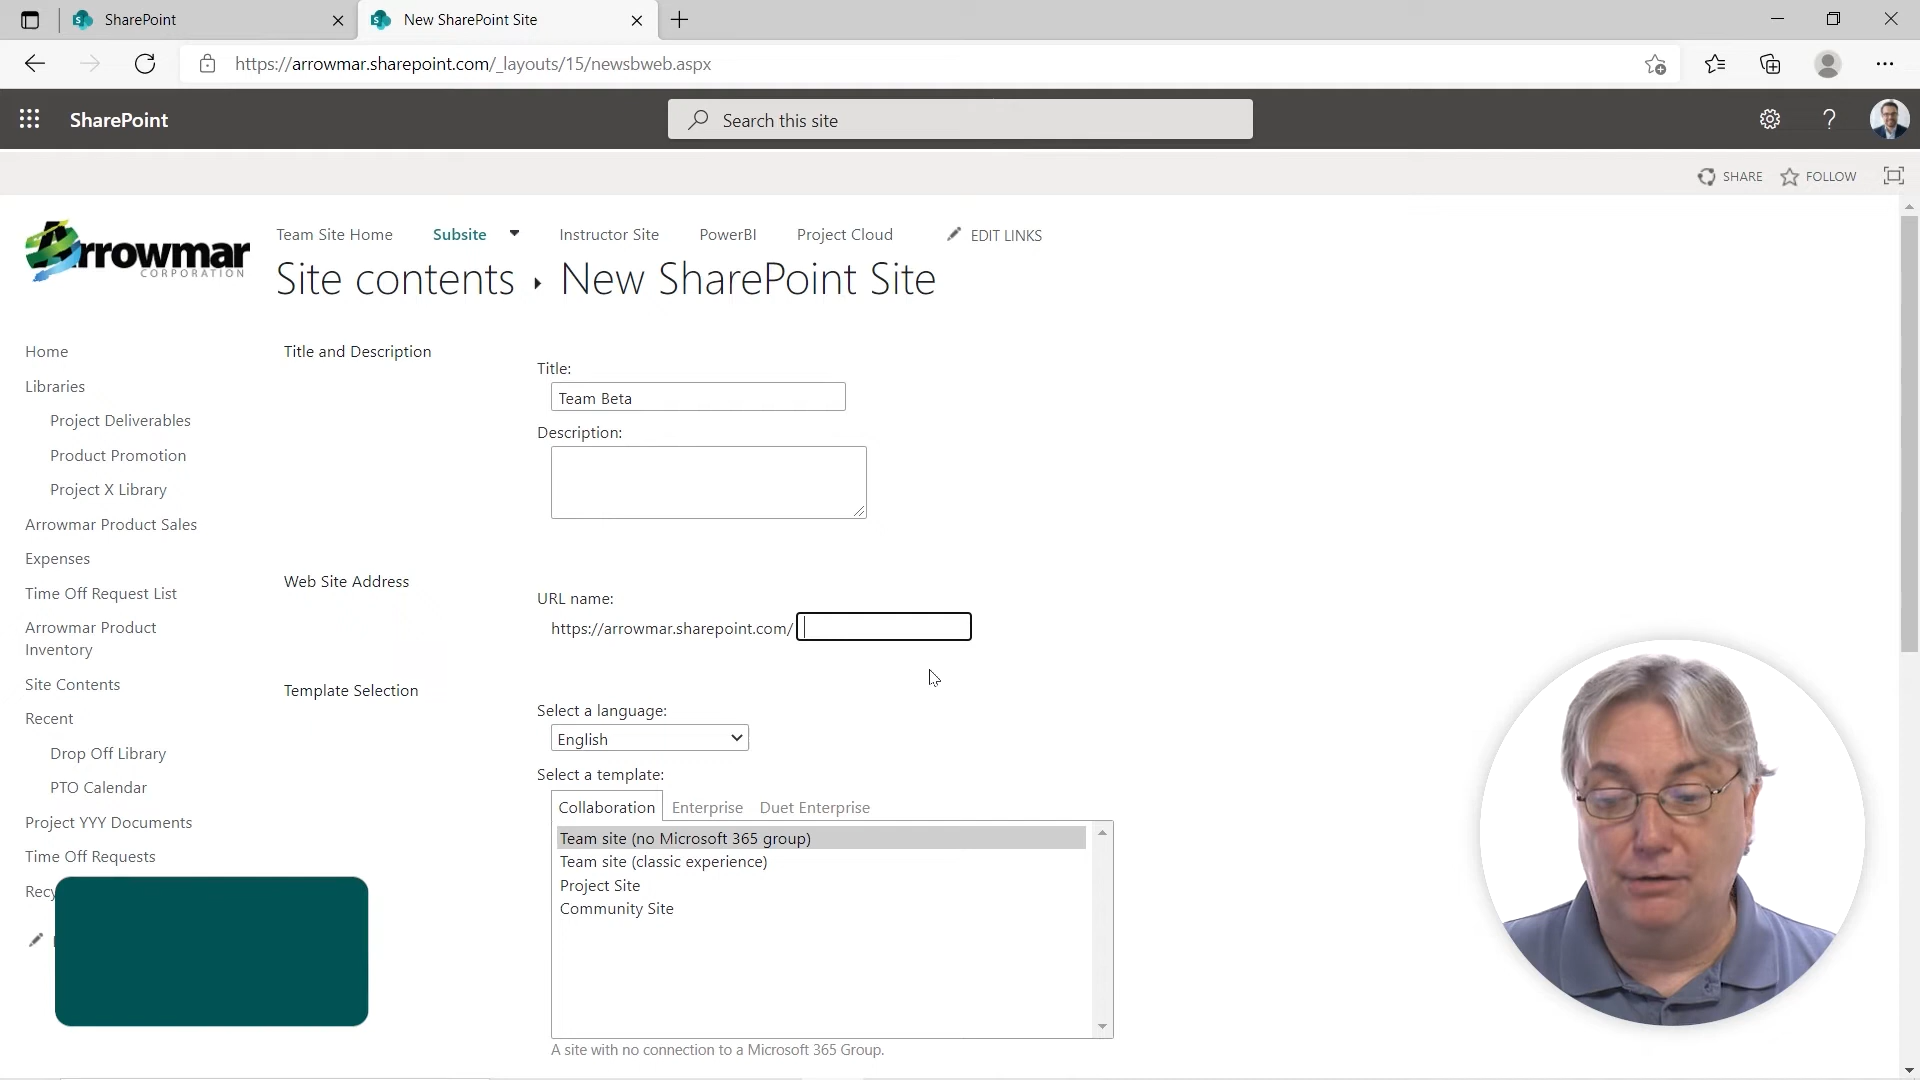 SharePoint
New SharePoint Site
https://arrowmar.sharepoint.com/_layouts/15/newsbweb.aspx
SharePoint
Search this site
SHARE
FOLLOW
Arrowmar
CORPORATION
Team Site Home
Subsite
Instructor Site
PowerBI
Project Cloud
EDIT LINKS
Site contents
New SharePoint Site
Home
Libraries
Project Deliverables
Product Promotion
Project X Library
Arrowmar Product Sales
Expenses
Time Off Request List
Arrowmar Product
Inventory
Site Contents
Recent
Drop Off Library
PTO Calendar
Project YYY Documents
Time Off Requests
Title and Description
Title:
Team Beta
Description:
Web Site Address
URL name:
https://arrowmar.sharepoint.com/
Template Selection
Select a language:
English
Select a template:
Collaboration
Enterprise
Duet Enterprise
Team site (no Microsoft 365 group)
Team site (classic experience)
Project Site
Community Site
A site with no connection to a Microsoft 365 Group.